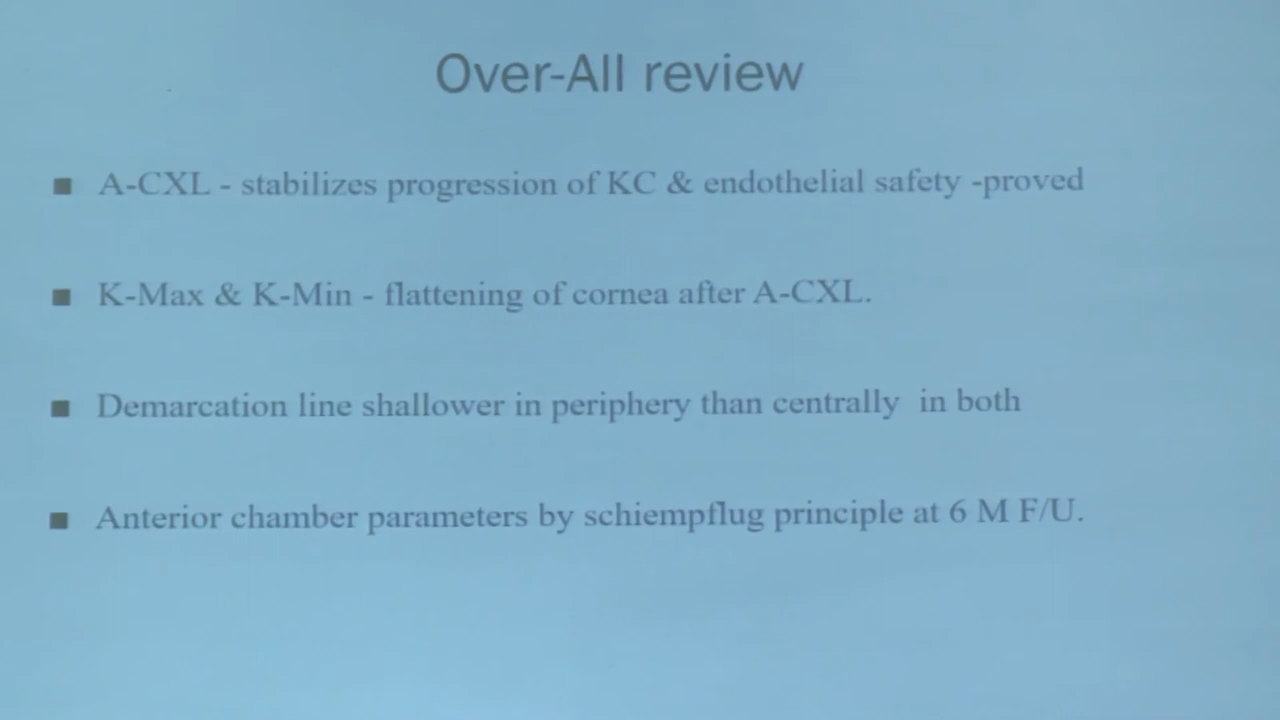 Over-All review
A-CXL - stabilizes progression of KC & endothelial safety -proved
K-Max & K-Min - flattening of cornea after A-CXL.
Demarcation line shallower in periphery than centrally in both
Anterior chamber parameters by schiempflug principle at 6 M F/U.